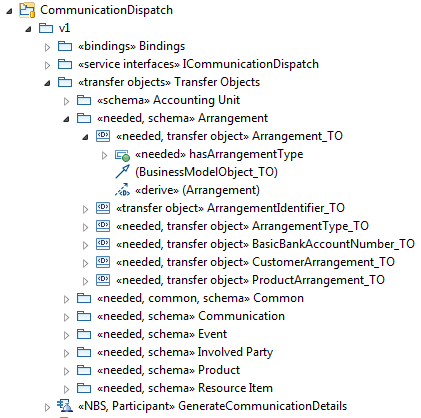 CommunicationDispatch
v1
«bindings» Bindings
«service interfaces» ICommunicationDispatch
«transfer objects» Transfer Objects
«schema» Accounting Unit
«needed, schema» Arrangement
«needed, transfer object» Arrangement_TO
«needed» hasArrangementType
(BusinessModelObject_TO)
«derive» (Arrangement)
«transfer object» ArrangementIdentifier_TO
«needed, transfer object» ArrangementType_TO
«needed, transfer object» BasicBankAccountNumber_TO
«needed, transfer object» CustomerArrangement_TO
«needed, transfer object» ProductArrangement_TO
«needed, common, schema» Common
«needed, schema» Communication
«needed, schema» Event
«needed, schema» Involved Party
«needed, schema» Product
«needed, schema» Resource Item
«NBS, Participant» GenerateCommunicationDetails